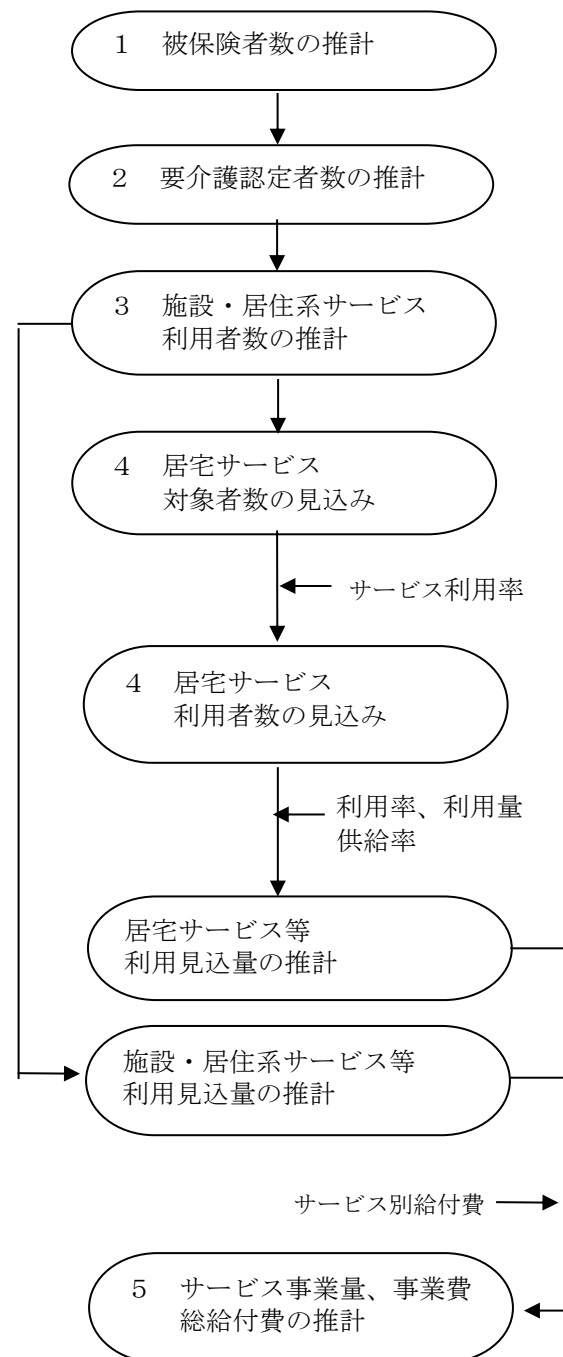 １　被保険者数の推計
２　要介護認定者数の推計
３　施設・居住系サービス
利用者数の推計
４　居宅サービス
対象者数の見込み
サービス利用率
４　居宅サービス
利用者数の見込み
利用率、利用量
供給率
居宅サービス等
利用見込量の推計
施設・居住系サービス等
利用見込量の推計
サービス別給付費
５　サービス事業量、事業費
総給付費の推計